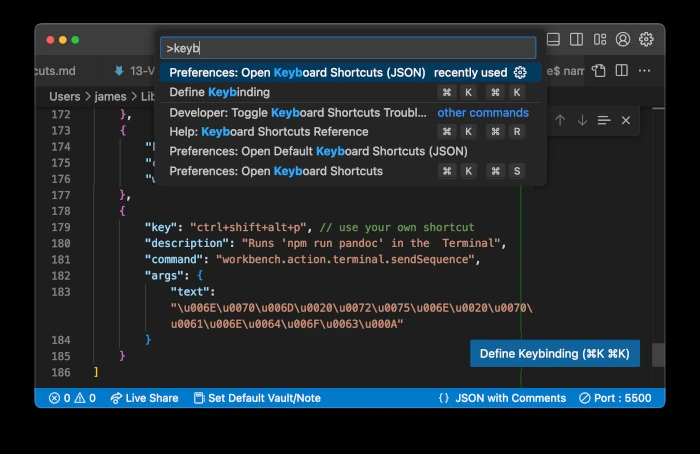 >keyb
Preferences: Open Keyboard Shortcuts (JSON) recently used
Define Keybinding ⌘ K ⌘ K
Developer: Toggle Keyboard Shortcuts Troubl... other commands
Help: Keyboard Shortcuts Reference ⌘ K ⌘ R
Preferences: Open Default Keyboard Shortcuts (JSON)
Preferences: Open Keyboard Shortcuts ⌘ K ⌘ S
cuts.md 13-V e$ nam
Users › james › Lib
172 },
173 {
174 "
175 "
176 "
177 },
178 {
179 "key": "ctrl+shift+alt+p", // use your own shortcut
180 "description": "Runs 'npm run pandoc' in the  Terminal",
181 "command": "workbench.action.terminal.sendSequence",
182 "args": {
183 "text":
"\u006E\u0070\u006D\u0020\u0072\u0075\u006E\u0020\u0070\
u0061\u006E\u0064\u006F\u0063\u000A"
184 }
185 }
186 ]
Define Keybinding (⌘K ⌘K)
0 0 Live Share Set Default Vault/Note {} JSON with Comments Port : 5500